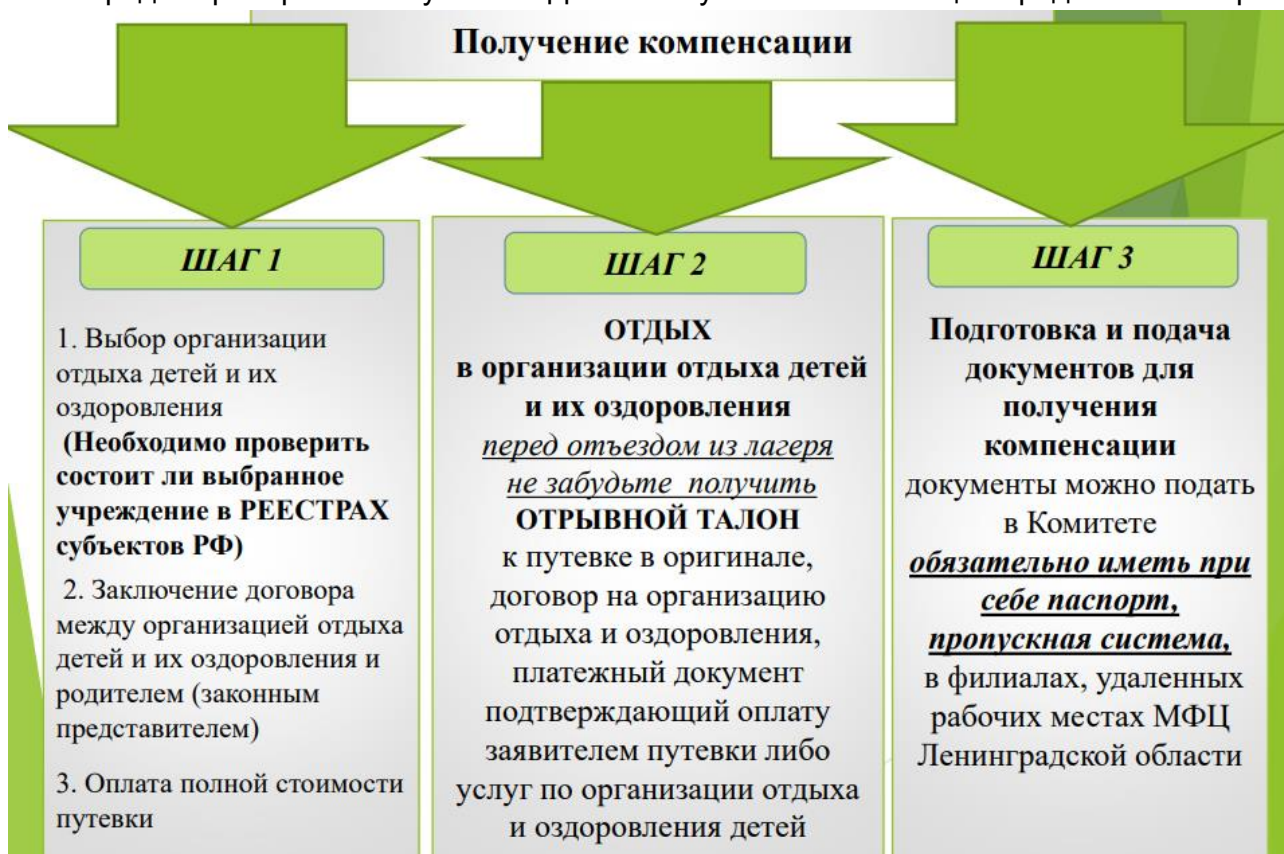 Получение компенсации
ШАГ 1
1. Выбор организации
отдыха детей и их
оздоровления
(Необходимо проверить
состоит ли выбранное
учреждение в РЕЕСТРАХ
субъектов РФ)
2. Заключение договора
между организацией отдыха
детей и их оздоровления и
родителем (законным
представителем)
3. Оплата полной стоимости
путевки
ШАГ 2
ОТДЫХ
в организации отдыха детей
и их оздоровления
перед отъездом из лагеря
не забудьте получить
ОТРЫВНОЙ ТАЛОН
к путевке в оригинале,
договор на организацию
отдыха и оздоровления,
платежный документ
подтверждающий оплату
заявителем путевки либо
услуг по организации отдыха
и оздоровления детей
ШАГ 3
Подготовка и подача
документов для
получения
компенсации
документы можно подать
в Комитете
обязательно иметь при
себе паспорт,
пропускная система,
в филиалах, удаленных
рабочих местах МФЦ
Ленинградской области